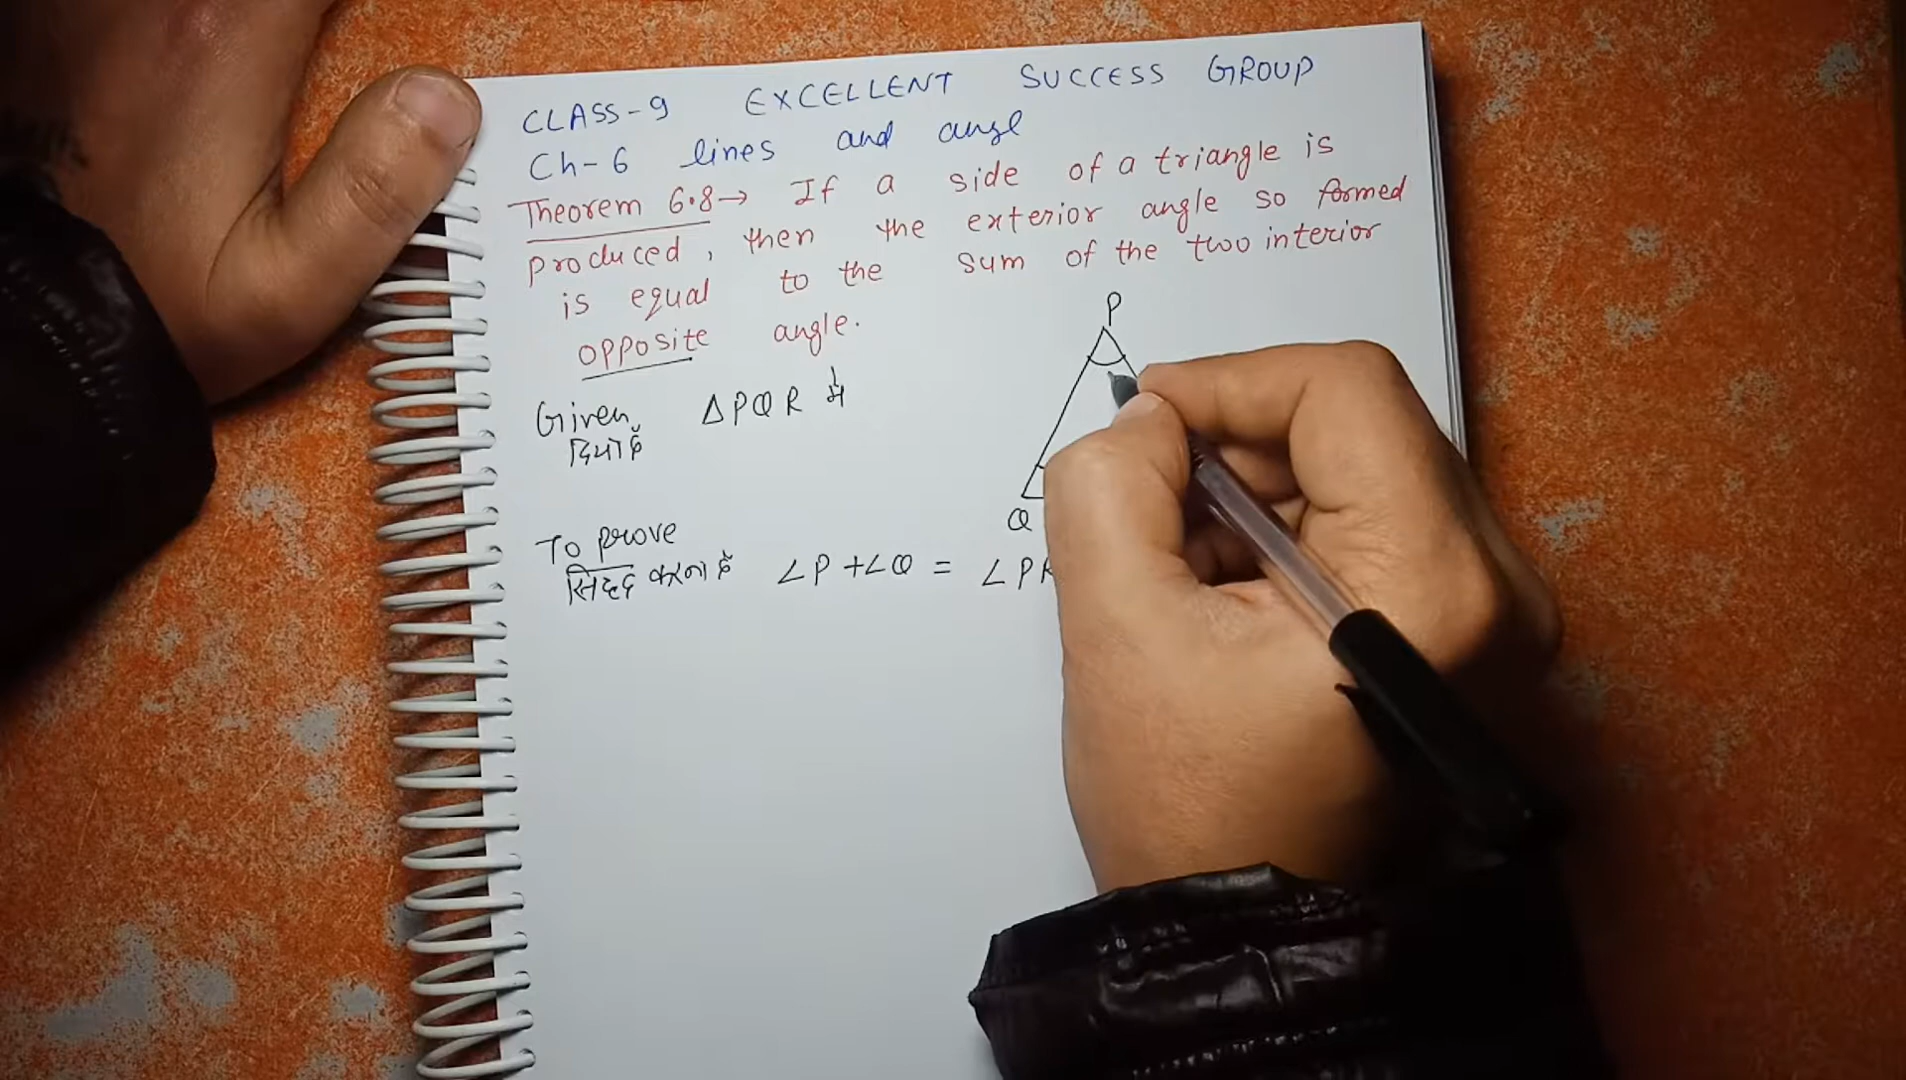 CLASS-9 EXCELLENT SUCCESS GROUP
Ch-6 lines and angl
Theorem 6.8→ If a side of a triangle is
produced, then the exterior angle so formed
is equal to the sum of the two interior
opposite angle.
P
Given ΔPQR में
दिया है
Q
To prove
सिद्ध करना है ∠P+∠Q = ∠PR